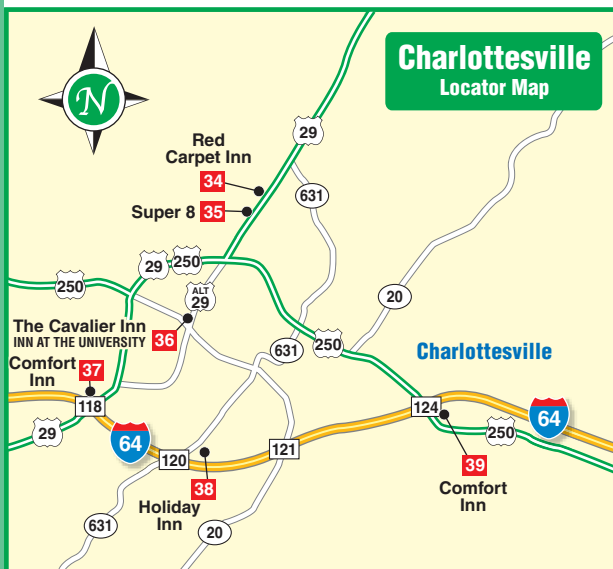 Charlottesville
Locator Map
N
29
Red
Carpet Inn
34
631
Super 8 35
29 250
250
ALT
29
20
The Cavalier Inn
INN AT THE UNIVERSITY 36
631
250
Charlottesville
Comfort
Inn
37
118
124
64
29
64
250
120
121
38
39
Holiday
Inn
Comfort
Inn
631
20